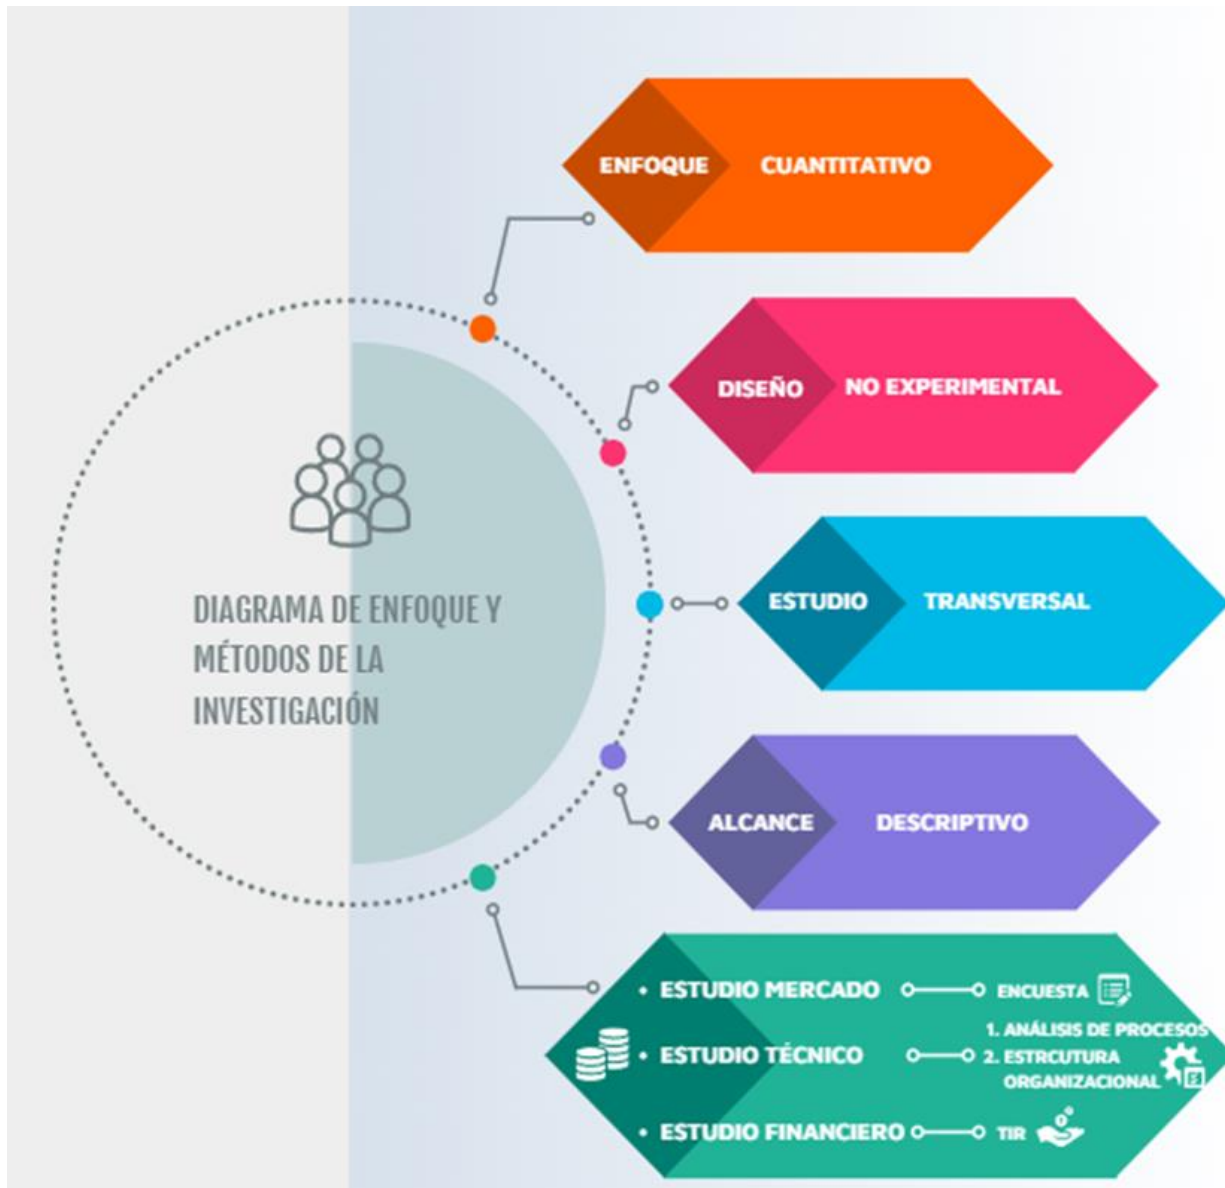 ENFOQUE CUANTITATIVO
DISEÑO NO EXPERIMENTAL
DIAGRAMA DE ENFOQUE Y
MÉTODOS DE LA
INVESTIGACIÓN
ESTUDIO TRANSVERSAL
ALCANCE DESCRIPTIVO
• ESTUDIO MERCADO ENCUESTA
• ESTUDIO TÉCNICO
1. ANÁLISIS DE PROCESOS
2. ESTRCUTURA
ORGANIZACIONAL
• ESTUDIO FINANCIERO TIR